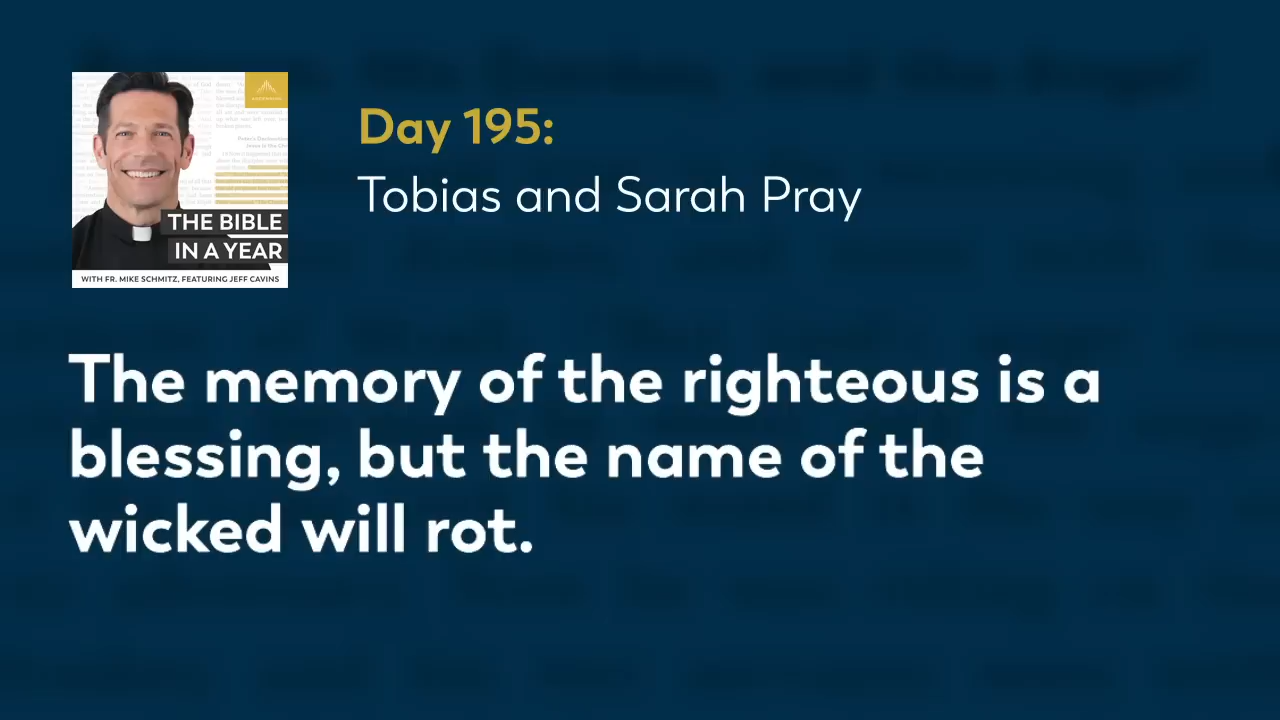 Day 195:
Tobias and Sarah Pray
THE BIBLE
IN A YEAR
WITH FR. MIKE SCHMITZ, FEATURING JEFF CAVINS
The memory of the righteous is a
blessing, but the name of the
wicked will rot.